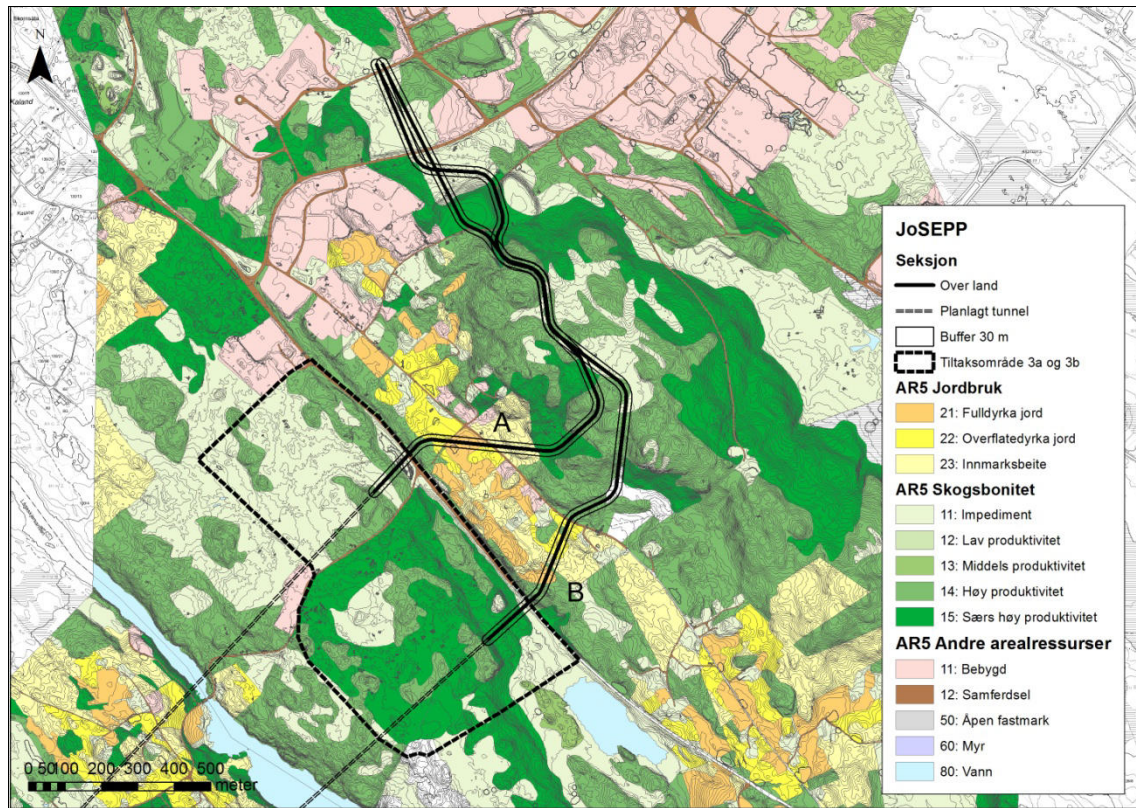 N
Kaland
A
B
0 50100 200 300 400 500
meter
JoSEPP
Seksjon
Over land
Planlagt tunnel
Buffer 30 m
Tiltaksområde 3a og 3b
AR5 Jordbruk
21: Fulldyrka jord
22: Overflatedyrka jord
23: Innmarksbeite
AR5 Skogsbonitet
11: Impediment
12: Lav produktivitet
13: Middels produktivitet
14: Høy produktivitet
15: Særs høy produktivitet
AR5 Andre arealressurser
11: Bebygd
12: Samferdsel
50: Åpen fastmark
60: Myr
80: Vann